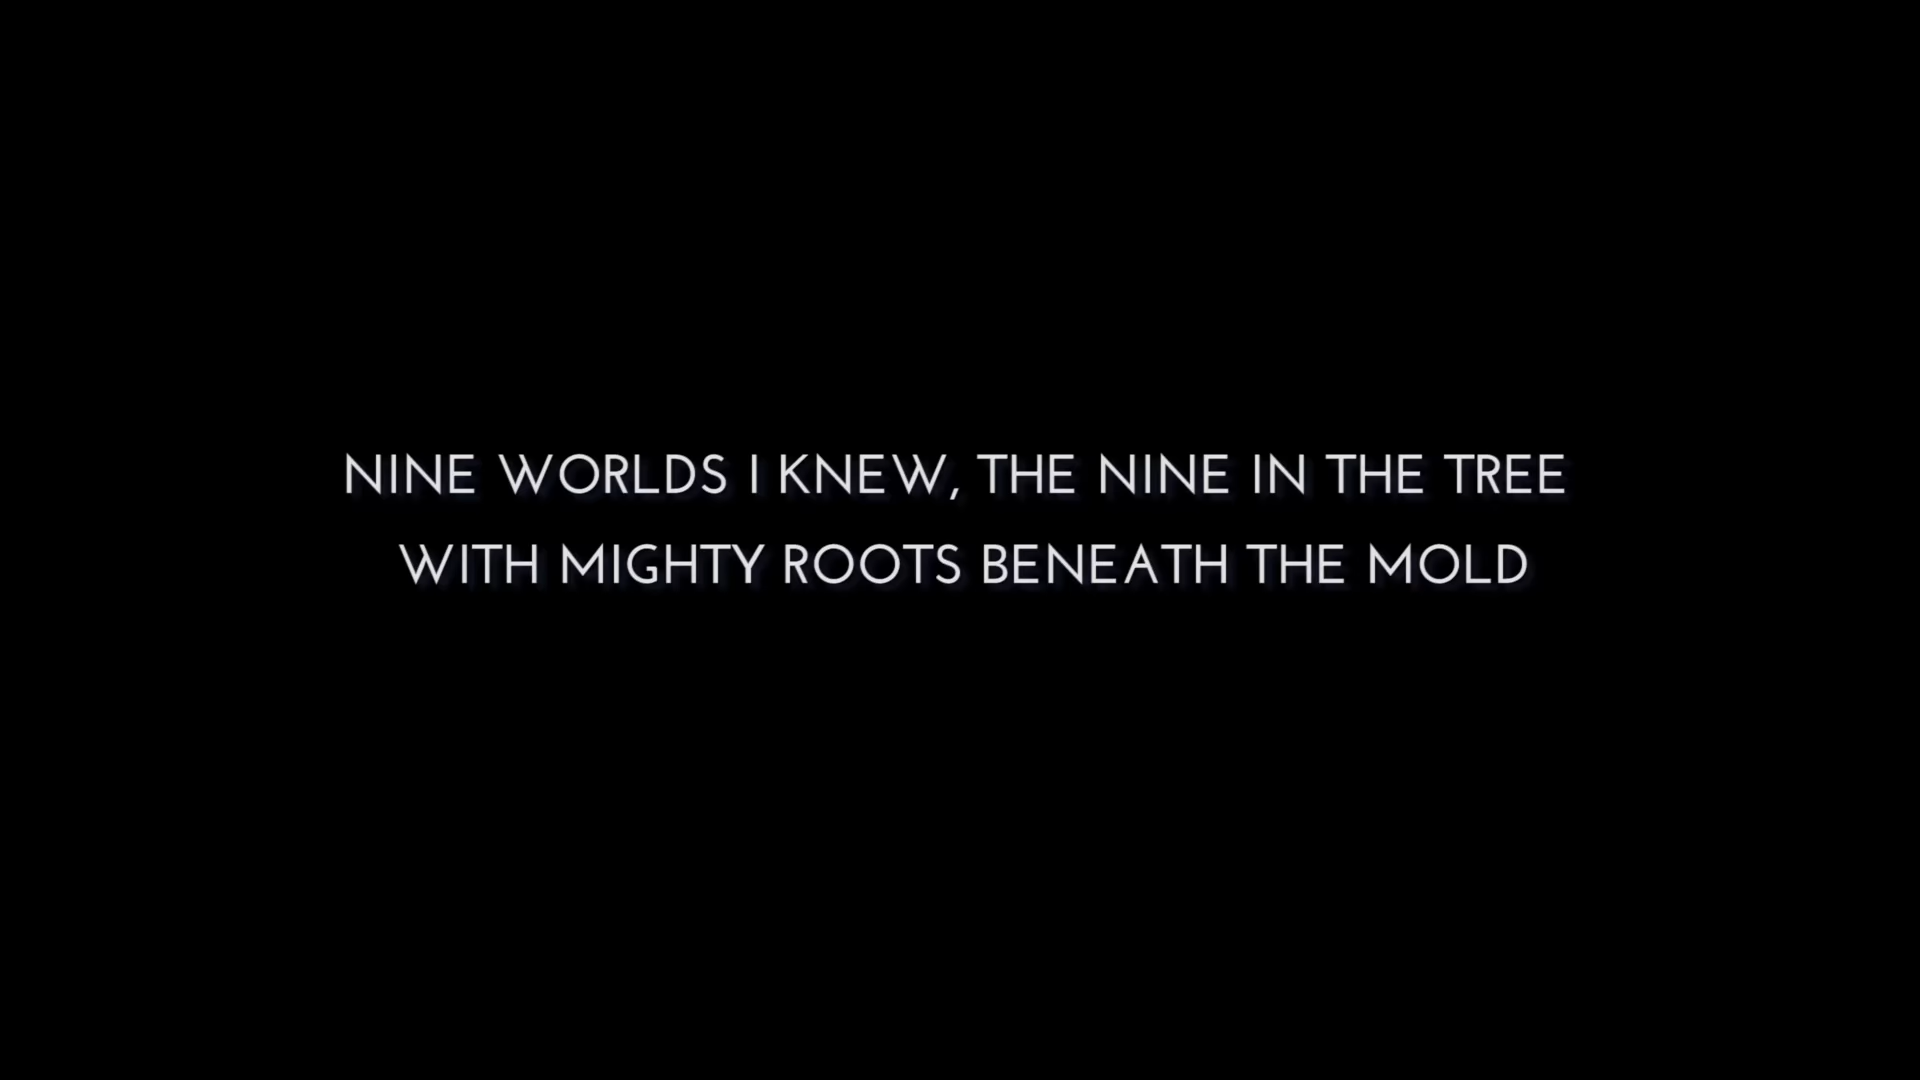 NINE WORLDS I KNEW, THE NINE IN THE TREE
WITH MIGHTY ROOTS BENEATH THE MOLD